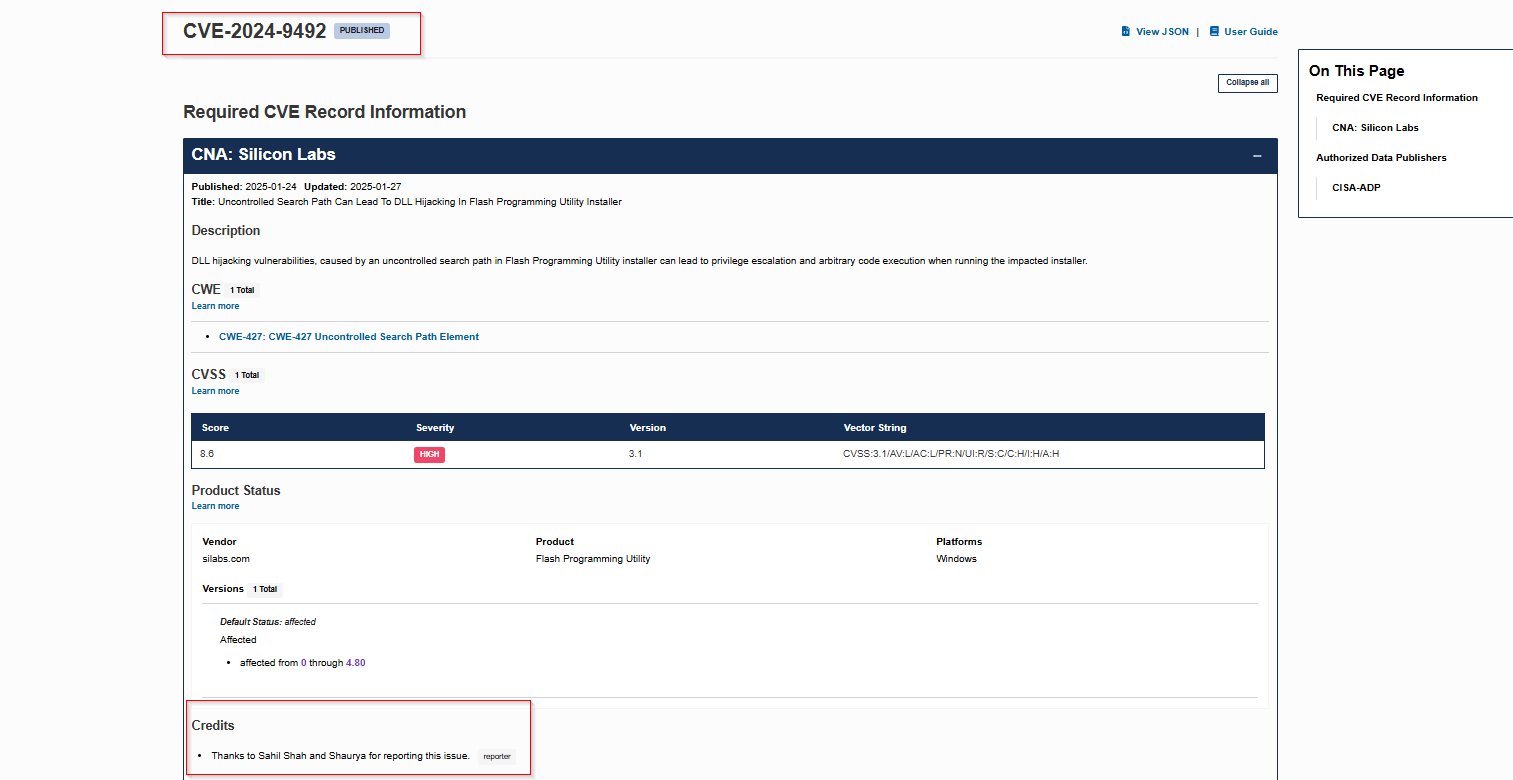 CVE-2024-9492 PUBLISHED
View JSON | User Guide
Collapse all
On This Page
Required CVE Record Information
CNA: Silicon Labs
Authorized Data Publishers
CISA-ADP
Required CVE Record Information
CNA: Silicon Labs
Published: 2025-01-24 Updated: 2025-01-27
Title: Uncontrolled Search Path Can Lead To DLL Hijacking In Flash Programming Utility Installer
Description
DLL hijacking vulnerabilities, caused by an uncontrolled search path in Flash Programming Utility installer can lead to privilege escalation and arbitrary code execution when running the impacted installer.
CWE 1 Total
Learn more
• CWE-427: CWE-427 Uncontrolled Search Path Element
CVSS 1 Total
Learn more
Score Severity Version Vector String
8.6 HIGH 3.1 CVSS:3.1/AV:L/AC:L/PR:N/UI:R/S:C/C:H/I:H/A:H
Product Status
Learn more
Vendor Product Platforms
silabs.com Flash Programming Utility Windows
Versions 1 Total
Default Status: affected
Affected
• affected from 0 through 4.80
Credits
• Thanks to Sahil Shah and Shaurya for reporting this issue. reporter